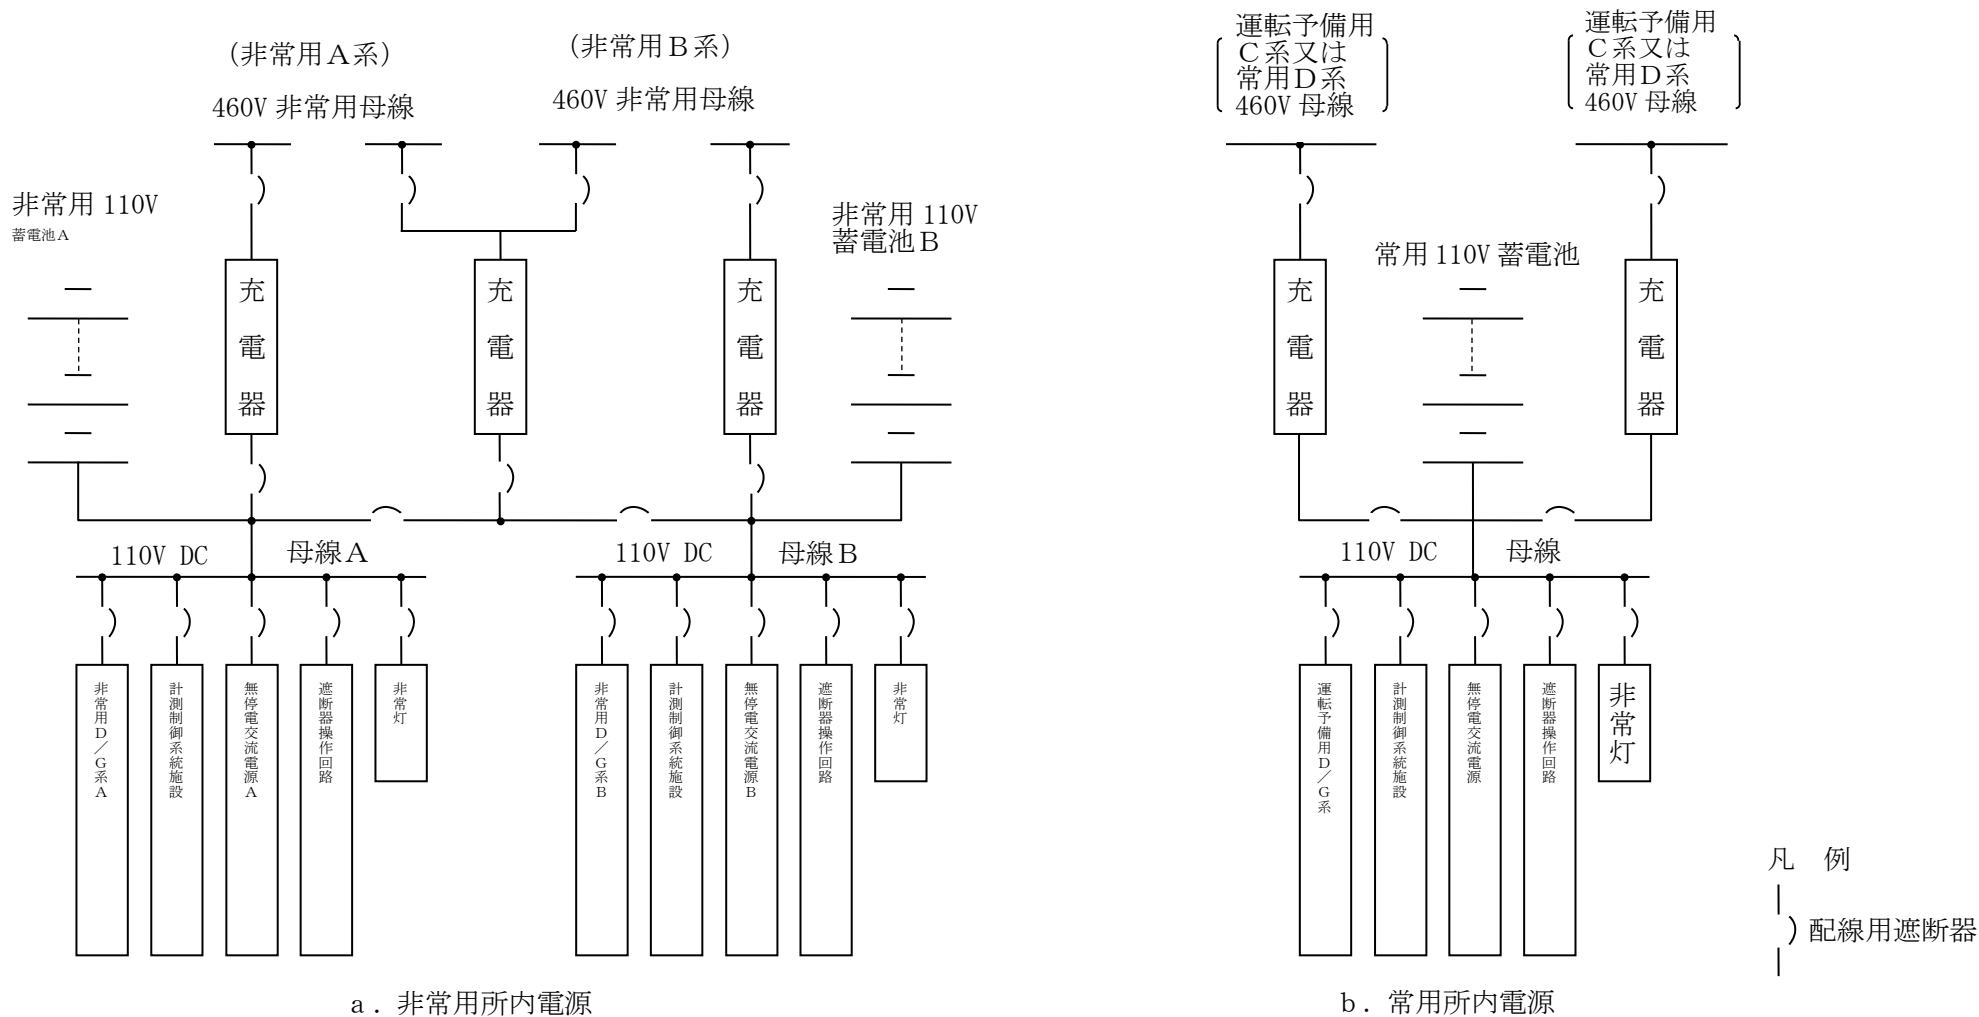 (非常用Ａ系)
460V 非常用母線
(非常用Ｂ系)
460V 非常用母線
非常用 110V
蓄電池Ａ
非常用 110V
蓄電池Ｂ
充電器
充電器
充電器
110V DC 母線Ａ
110V DC 母線Ｂ
非常用Ｄ／Ｇ系Ａ
計測制御系統施設
無停電交流電源Ａ
遮断器操作回路
非常灯
非常用Ｄ／Ｇ系Ｂ
計測制御系統施設
無停電交流電源Ｂ
遮断器操作回路
非常灯
ａ．非常用所内電源
運転予備用
Ｃ系又は
常用Ｄ系
460V 母線
運転予備用
Ｃ系又は
常用Ｄ系
460V 母線
常用 110V 蓄電池
充電器
充電器
110V DC 母線
運転予備用Ｄ／Ｇ系
計測制御系統施設
無停電交流電源
遮断器操作回路
非常灯
ｂ．常用所内電源
凡 例
配線用遮断器